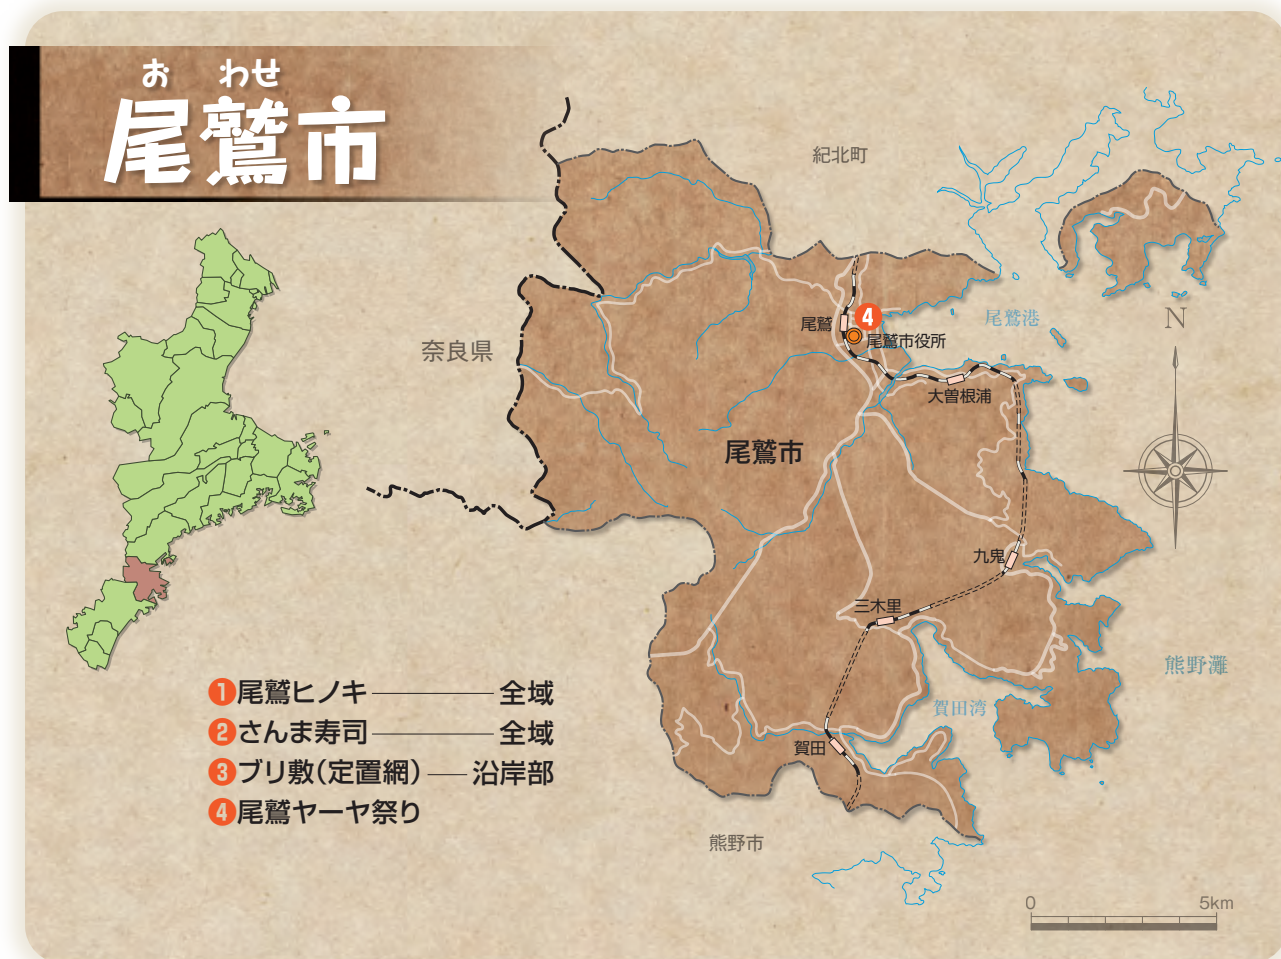 お わせ
尾鷲市
紀北町
奈良県
尾鷲
4
尾鷲市役所
尾鷲港
N
大曽根浦
尾鷲市
九鬼
三木里
熊野灘
賀田湾
賀田
熊野市
1尾鷲ヒノキ 全域
2さんま寿司 全域
3ブリ敷(定置網) 沿岸部
4尾鷲ヤーヤ祭り
0 5km